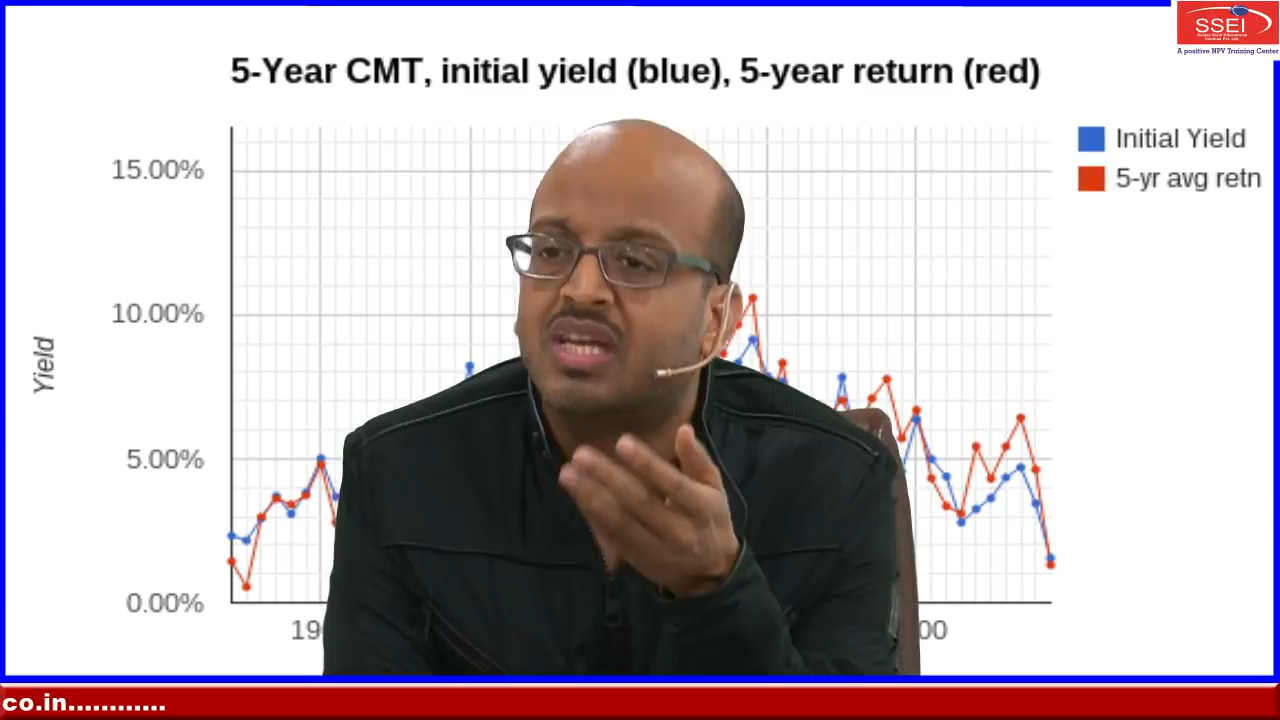 SSEI
A positive NPV Training Center
5-Year CMT, initial yield (blue), 5-year return (red)
Initial Yield
5-yr avg retn
15.00%
10.00%
5.00%
0.00%
Yield
19
00
co.in............